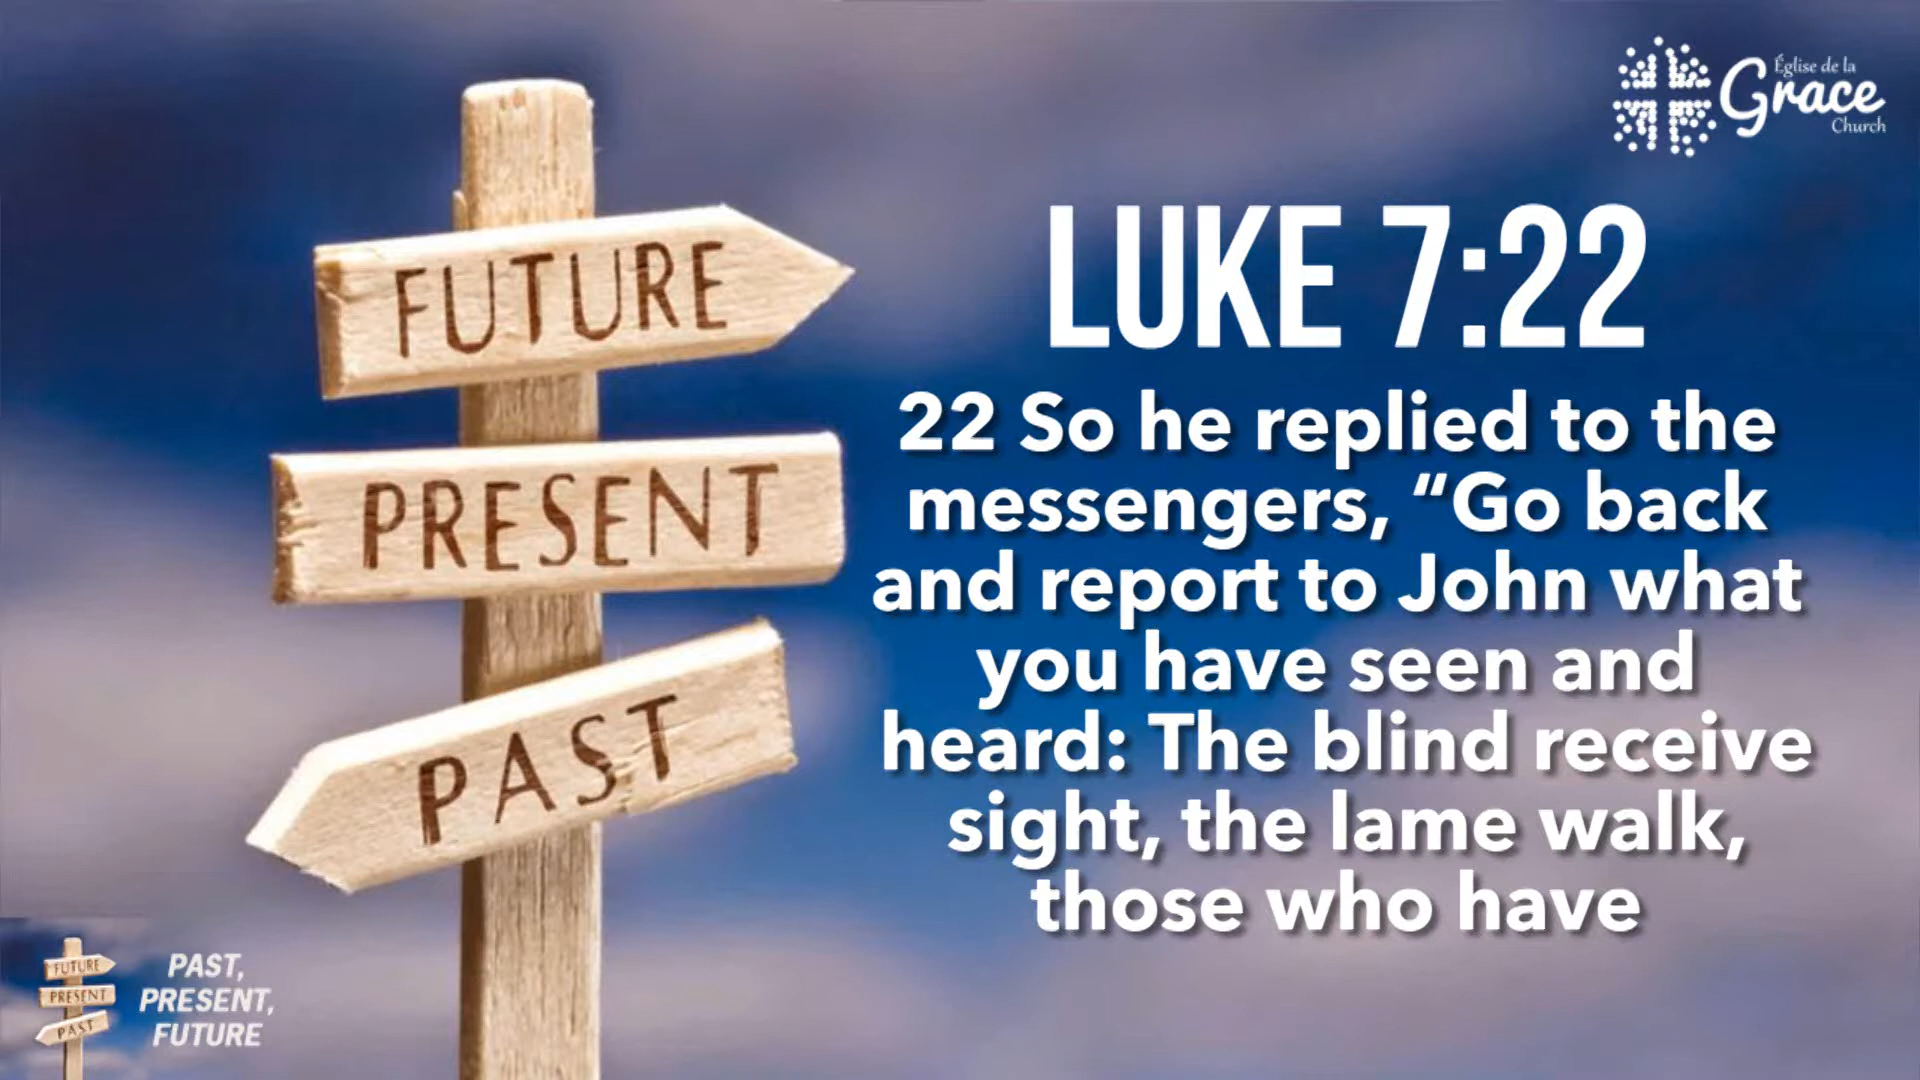 Église de la
Grace
Church
FUTURE
PRESENT
PAST
LUKE 7:22
22 So he replied to the
messengers, “Go back
and report to John what
you have seen and
heard: The blind receive
sight, the lame walk,
those who have
FUTURE
PRESENT
PAST
PAST,
PRESENT,
FUTURE